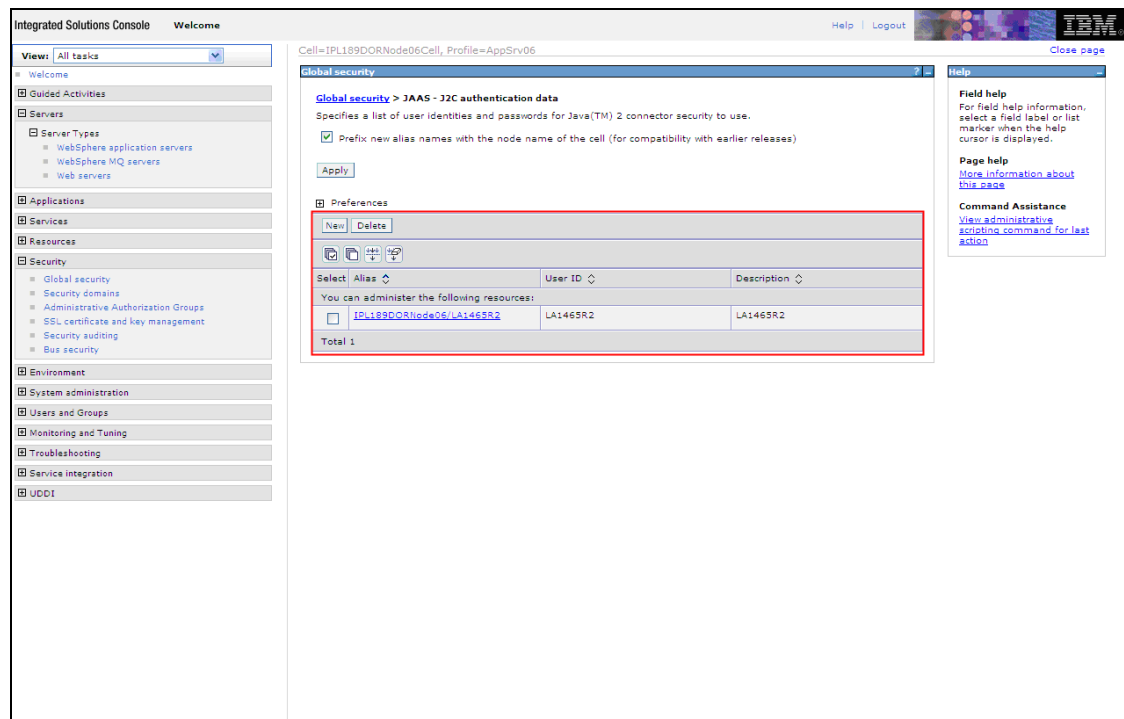 Integrated Solutions Console Welcome Help | Logout IBM
View: All tasks
Welcome
Guided Activities
Servers
Server Types
WebSphere application servers
WebSphere MQ servers
Web servers
Applications
Services
Resources
Security
Global security
Security domains
Administrative Authorization Groups
SSL certificate and key management
Security auditing
Bus security
Environment
System administration
Users and Groups
Monitoring and Tuning
Troubleshooting
Service integration
UDDI
Cell=IPL189DORNode06Cell, Profile=AppSrv06 Close page
Global security ?
Global security > JAAS - J2C authentication data
Specifies a list of user identities and passwords for Java(TM) 2 connector security to use.
Prefix new alias names with the node name of the cell (for compatibility with earlier releases)
Apply
Preferences
New Delete
Select Alias User ID Description
You can administer the following resources:
IPL189DORNode06/LA1465R2 LA1465R2 LA1465R2
Total 1
Help
Field help
For field help information,
select a field label or list
marker when the help
cursor is displayed.
Page help
More information about
this page
Command Assistance
View administrative
scripting command for last
action